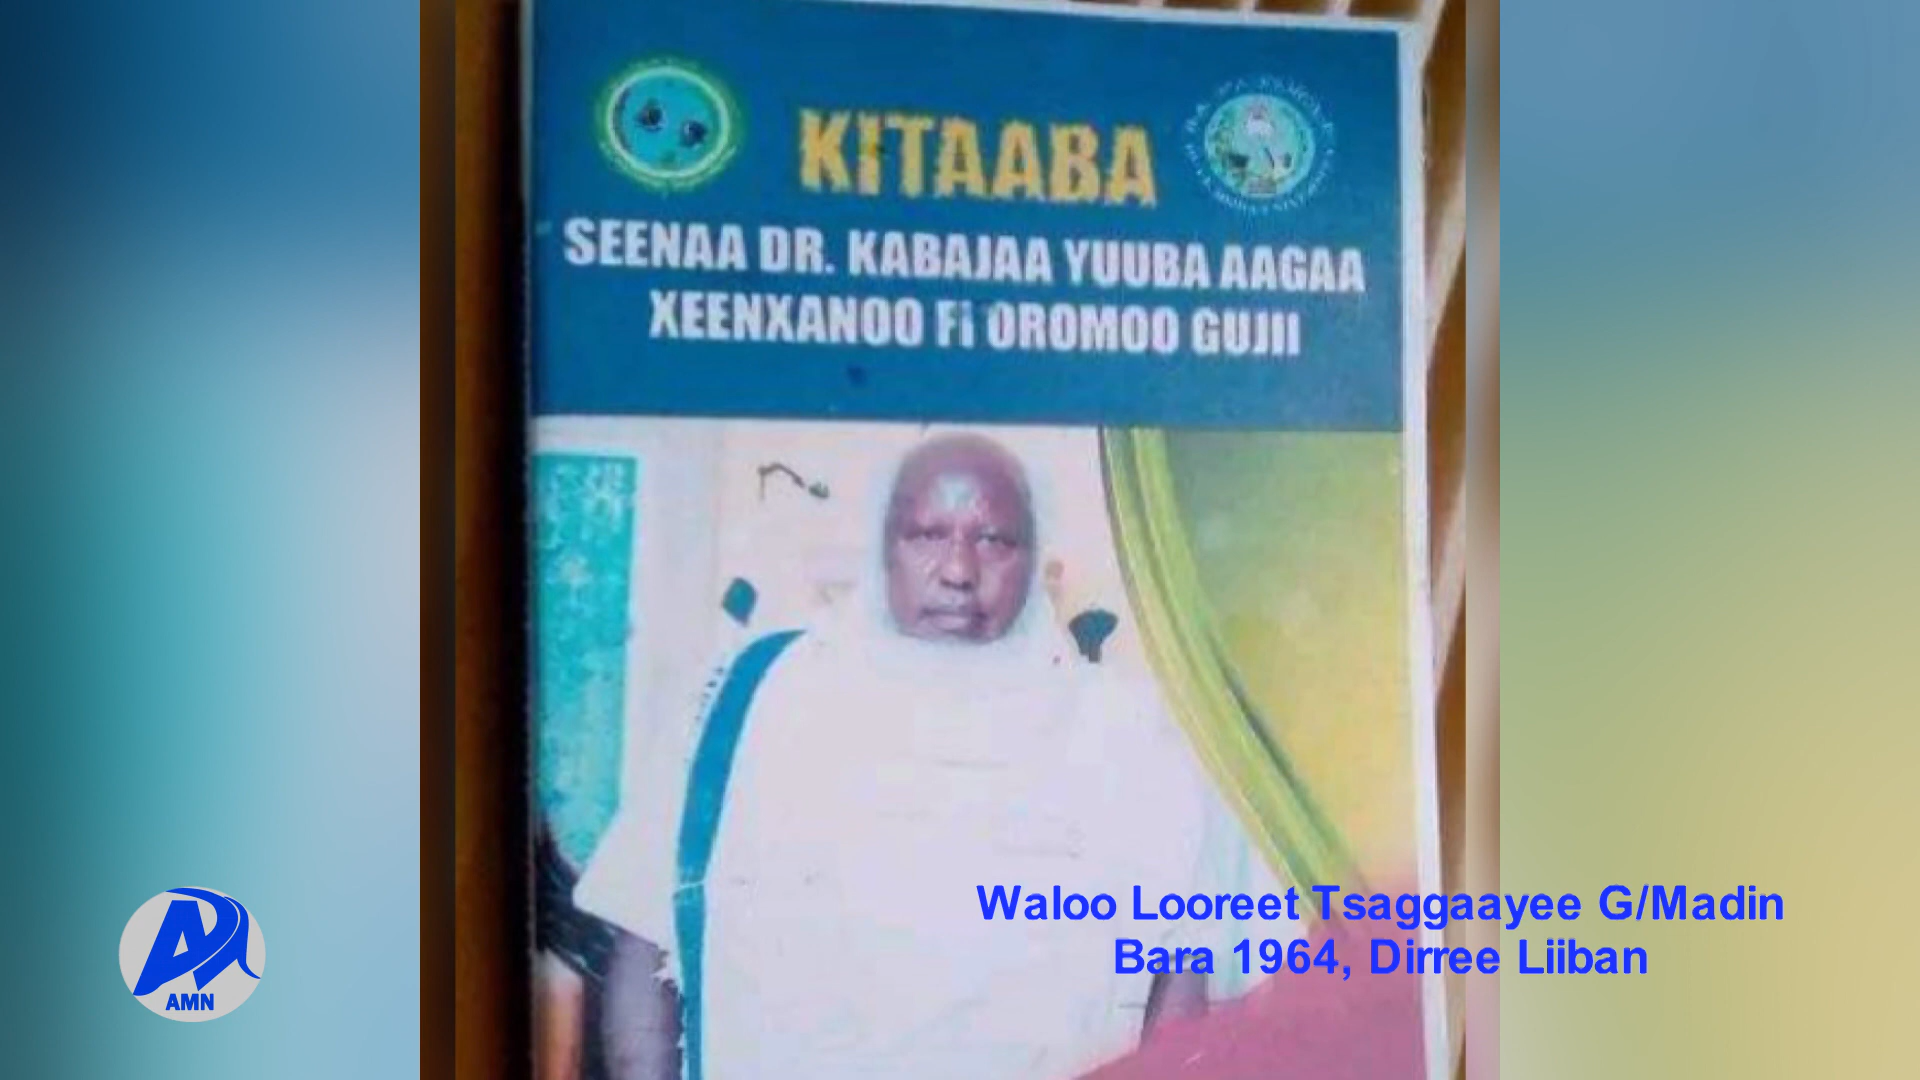 KITAABA
SEENAA DR. KABAJAA YUUBA AAGAA
XEENXANOO Fi OROMOO GUJII
Waloo Looreet Tsaggaayee G/Madin
Bara 1964, Dirree Liiban
AMN